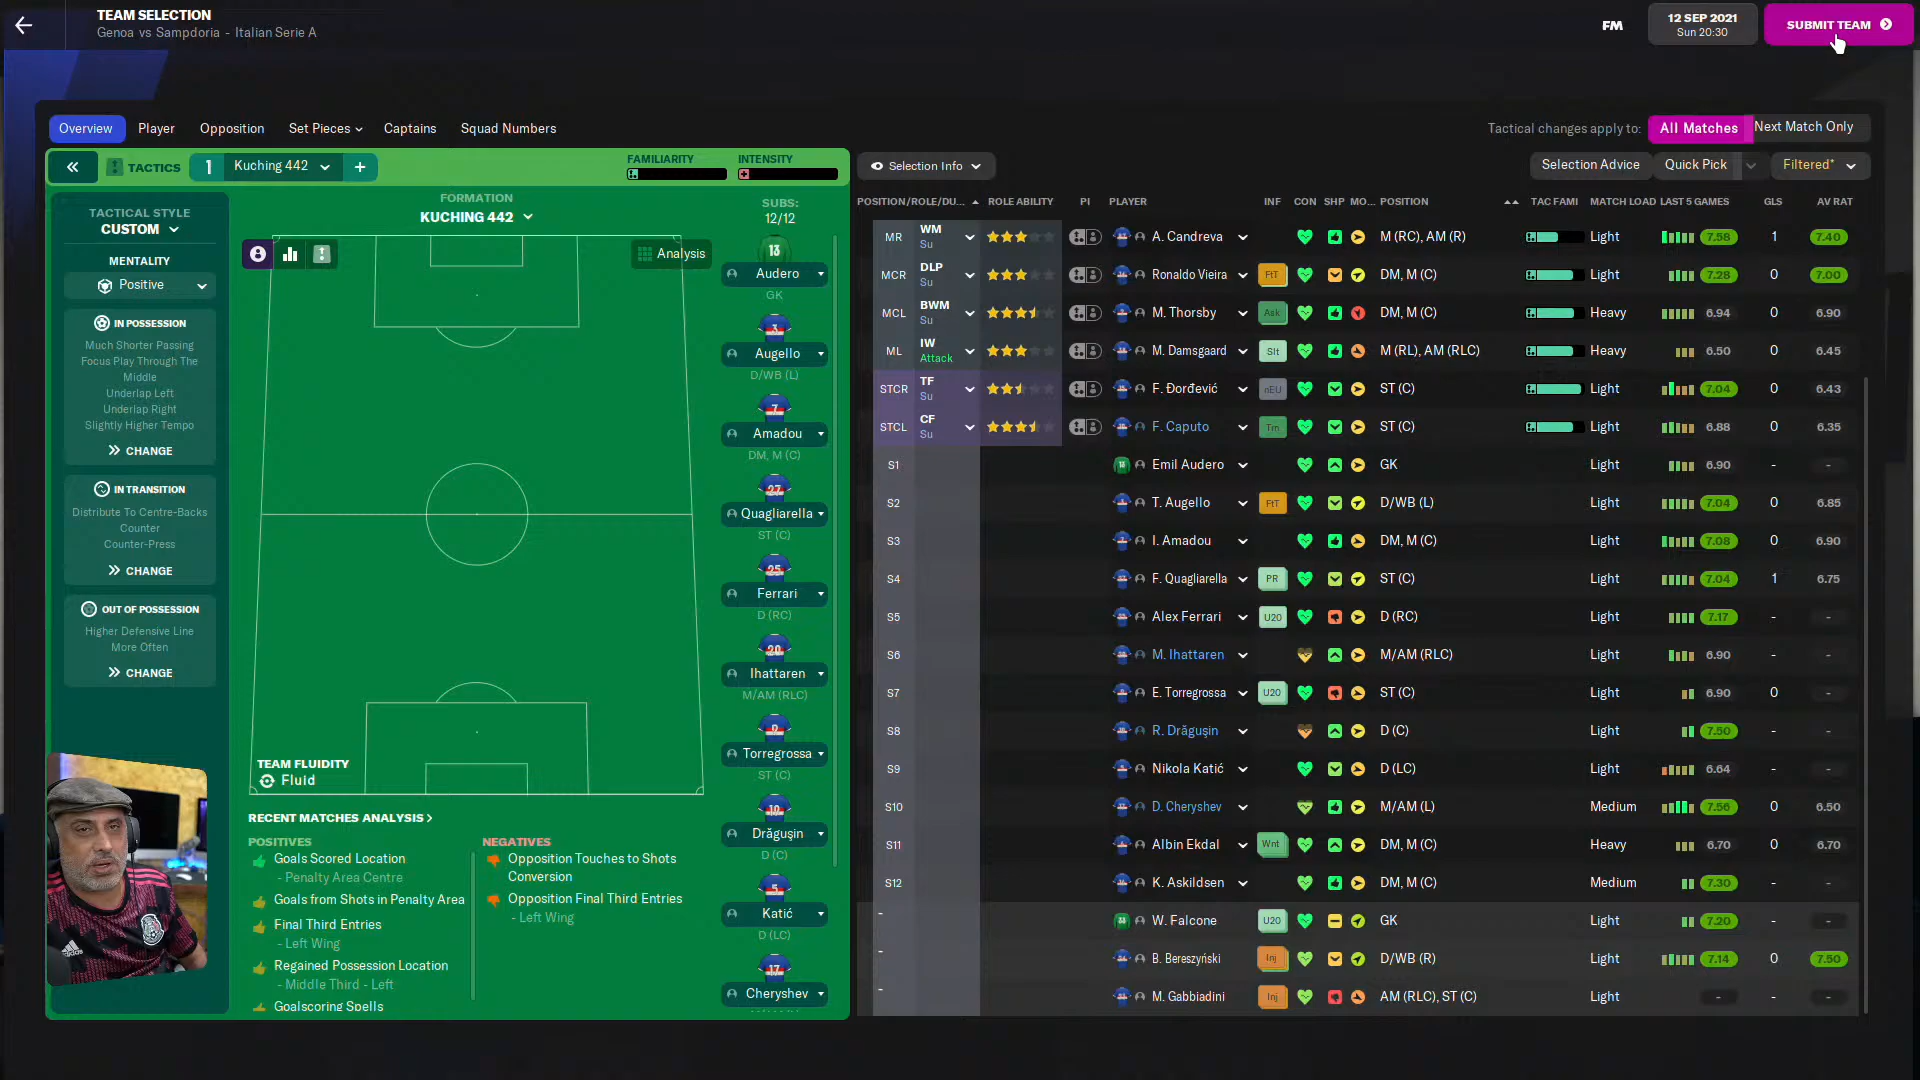 TEAM SELECTION
Genoa vs Sampdoria - Italian Serie A
FM
12 SEP 2021
Sun 20:30
SUBMIT TEAM
Overview Player Opposition Set Pieces Captains Squad Numbers
Tactical changes apply to: All Matches Next Match Only
TACTICS 1 Kuching 442 +
FAMILIARITY
INTENSITY
Selection Info
Selection Advice Quick Pick Filtered*
TACTICAL STYLE
CUSTOM
MENTALITY
Positive
IN POSSESSION
Much Shorter Passing
Focus Play Through The
Middle
Underlap Left
Underlap Right
Slightly Higher Tempo
CHANGE
IN TRANSITION
Distribute To Centre-Backs
Counter
Counter-Press
CHANGE
OUT OF POSSESSION
Higher Defensive Line
More Often
CHANGE
FORMATION
KUCHING 442
Analysis
TEAM FLUIDITY
Fluid
SUBS:
12/12
13
Audero
GK
3
Augello
D/WB (L)
7
Amadou
DM, M (C)
27
Quagliarella
ST (C)
25
Ferrari
D (RC)
20
Ihattaren
M/AM (RLC)
9
Torregrossa
ST (C)
Drăguşin
D (C)
5
Katić
D (LC)
17
Cheryshev
RECENT MATCHES ANALYSIS >
POSITIVES
Goals Scored Location
- Penalty Area Centre
Goals from Shots in Penalty Area
Final Third Entries
- Left Wing
Regained Possession Location
- Middle Third - Left
Goalscoring Spells
NEGATIVES
Opposition Touches to Shots
Conversion
Opposition Final Third Entries
- Left Wing
POSITION/ROLE/DU... ROLE ABILITY PI PLAYER INF CON SHP MO... POSITION TAC FAMI MATCH LOAD LAST 5 GAMES GLS AV RAT
MR WM Su A. Candreva M (RC), AM (R) Light 7.58 1 7.40
MCR DLP Su Ronaldo Vieira FtT DM, M (C) Light 7.28 0 7.00
MCL BWM Su M. Thorsby Ask DM, M (C) Heavy 6.94 0 6.90
ML IW Attack M. Damsgaard Slt M (RL), AM (RLC) Heavy 6.50 0 6.45
STCR TF Su F. Đorđević nEU ST (C) Light 7.04 0 6.43
STCL CF Su F. Caputo Trn ST (C) Light 6.88 0 6.35
S1 Emil Audero GK Light 6.90 - -
S2 T. Augello FtT D/WB (L) Light 7.04 0 6.85
S3 I. Amadou DM, M (C) Light 7.08 0 6.90
S4 F. Quagliarella PR ST (C) Light 7.04 1 6.75
S5 Alex Ferrari U20 D (RC) Light 7.17 - -
S6 M. Ihattaren M/AM (RLC) Light 6.90 - -
S7 E. Torregrossa U20 ST (C) Light 6.90 0 -
S8 R. Drăguşin D (C) Light 7.50 - -
S9 Nikola Katić D (LC) Light 6.64 - -
S10 D. Cheryshev M/AM (L) Medium 7.56 0 6.50
S11 Albin Ekdal Wnt DM, M (C) Heavy 6.70 0 6.70
S12 K. Askildsen DM, M (C) Medium 7.30 - -
- W. Falcone U20 GK Light 7.20 - -
- B. Bereszyński Inj D/WB (R) Light 7.14 0 7.50
- M. Gabbiadini Inj AM (RLC), ST (C) Light - - -